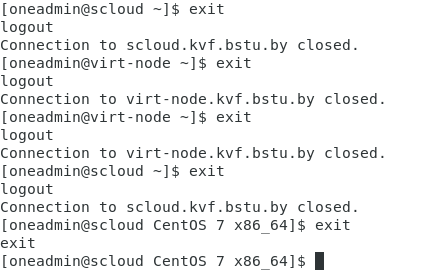 [oneadmin@scloud ~]$ exit
logout
Connection to scloud.kvf.bstu.by closed.
[oneadmin@virt-node ~]$ exit
logout
Connection to virt-node.kvf.bstu.by closed.
[oneadmin@virt-node ~]$ exit
logout
Connection to virt-node.kvf.bstu.by closed.
[oneadmin@scloud ~]$ exit
logout
Connection to scloud.kvf.bstu.by closed.
[oneadmin@scloud CentOS 7 x86_64]$ exit
exit
[oneadmin@scloud CentOS 7 x86_64]$